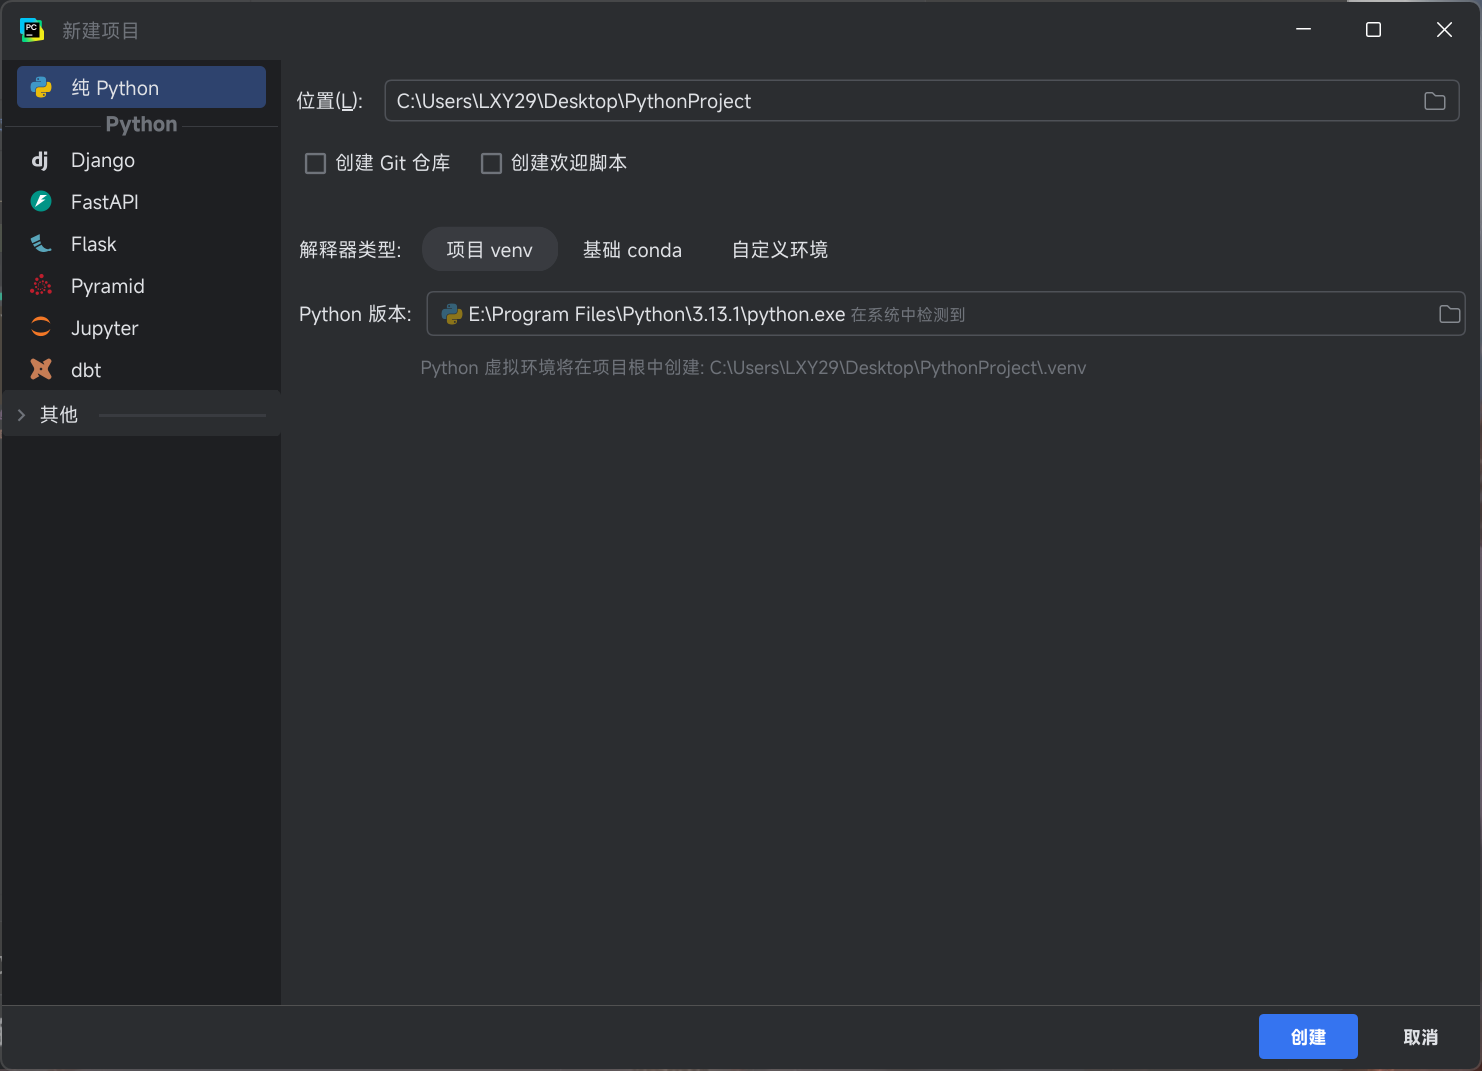 PC
新建项目
纯 Python
Python
Django
FastAPI
Flask
Pyramid
Jupyter
dbt
其他
位置(L): C:\Users\LXY29\Desktop\PythonProject
创建 Git 仓库 创建欢迎脚本
解释器类型: 项目 venv 基础 conda 自定义环境
Python 版本: E:\Program Files\Python\3.13.1\python.exe 在系统中检测到
Python 虚拟环境将在项目根中创建: C:\Users\LXY29\Desktop\PythonProject\.venv
创建 取消